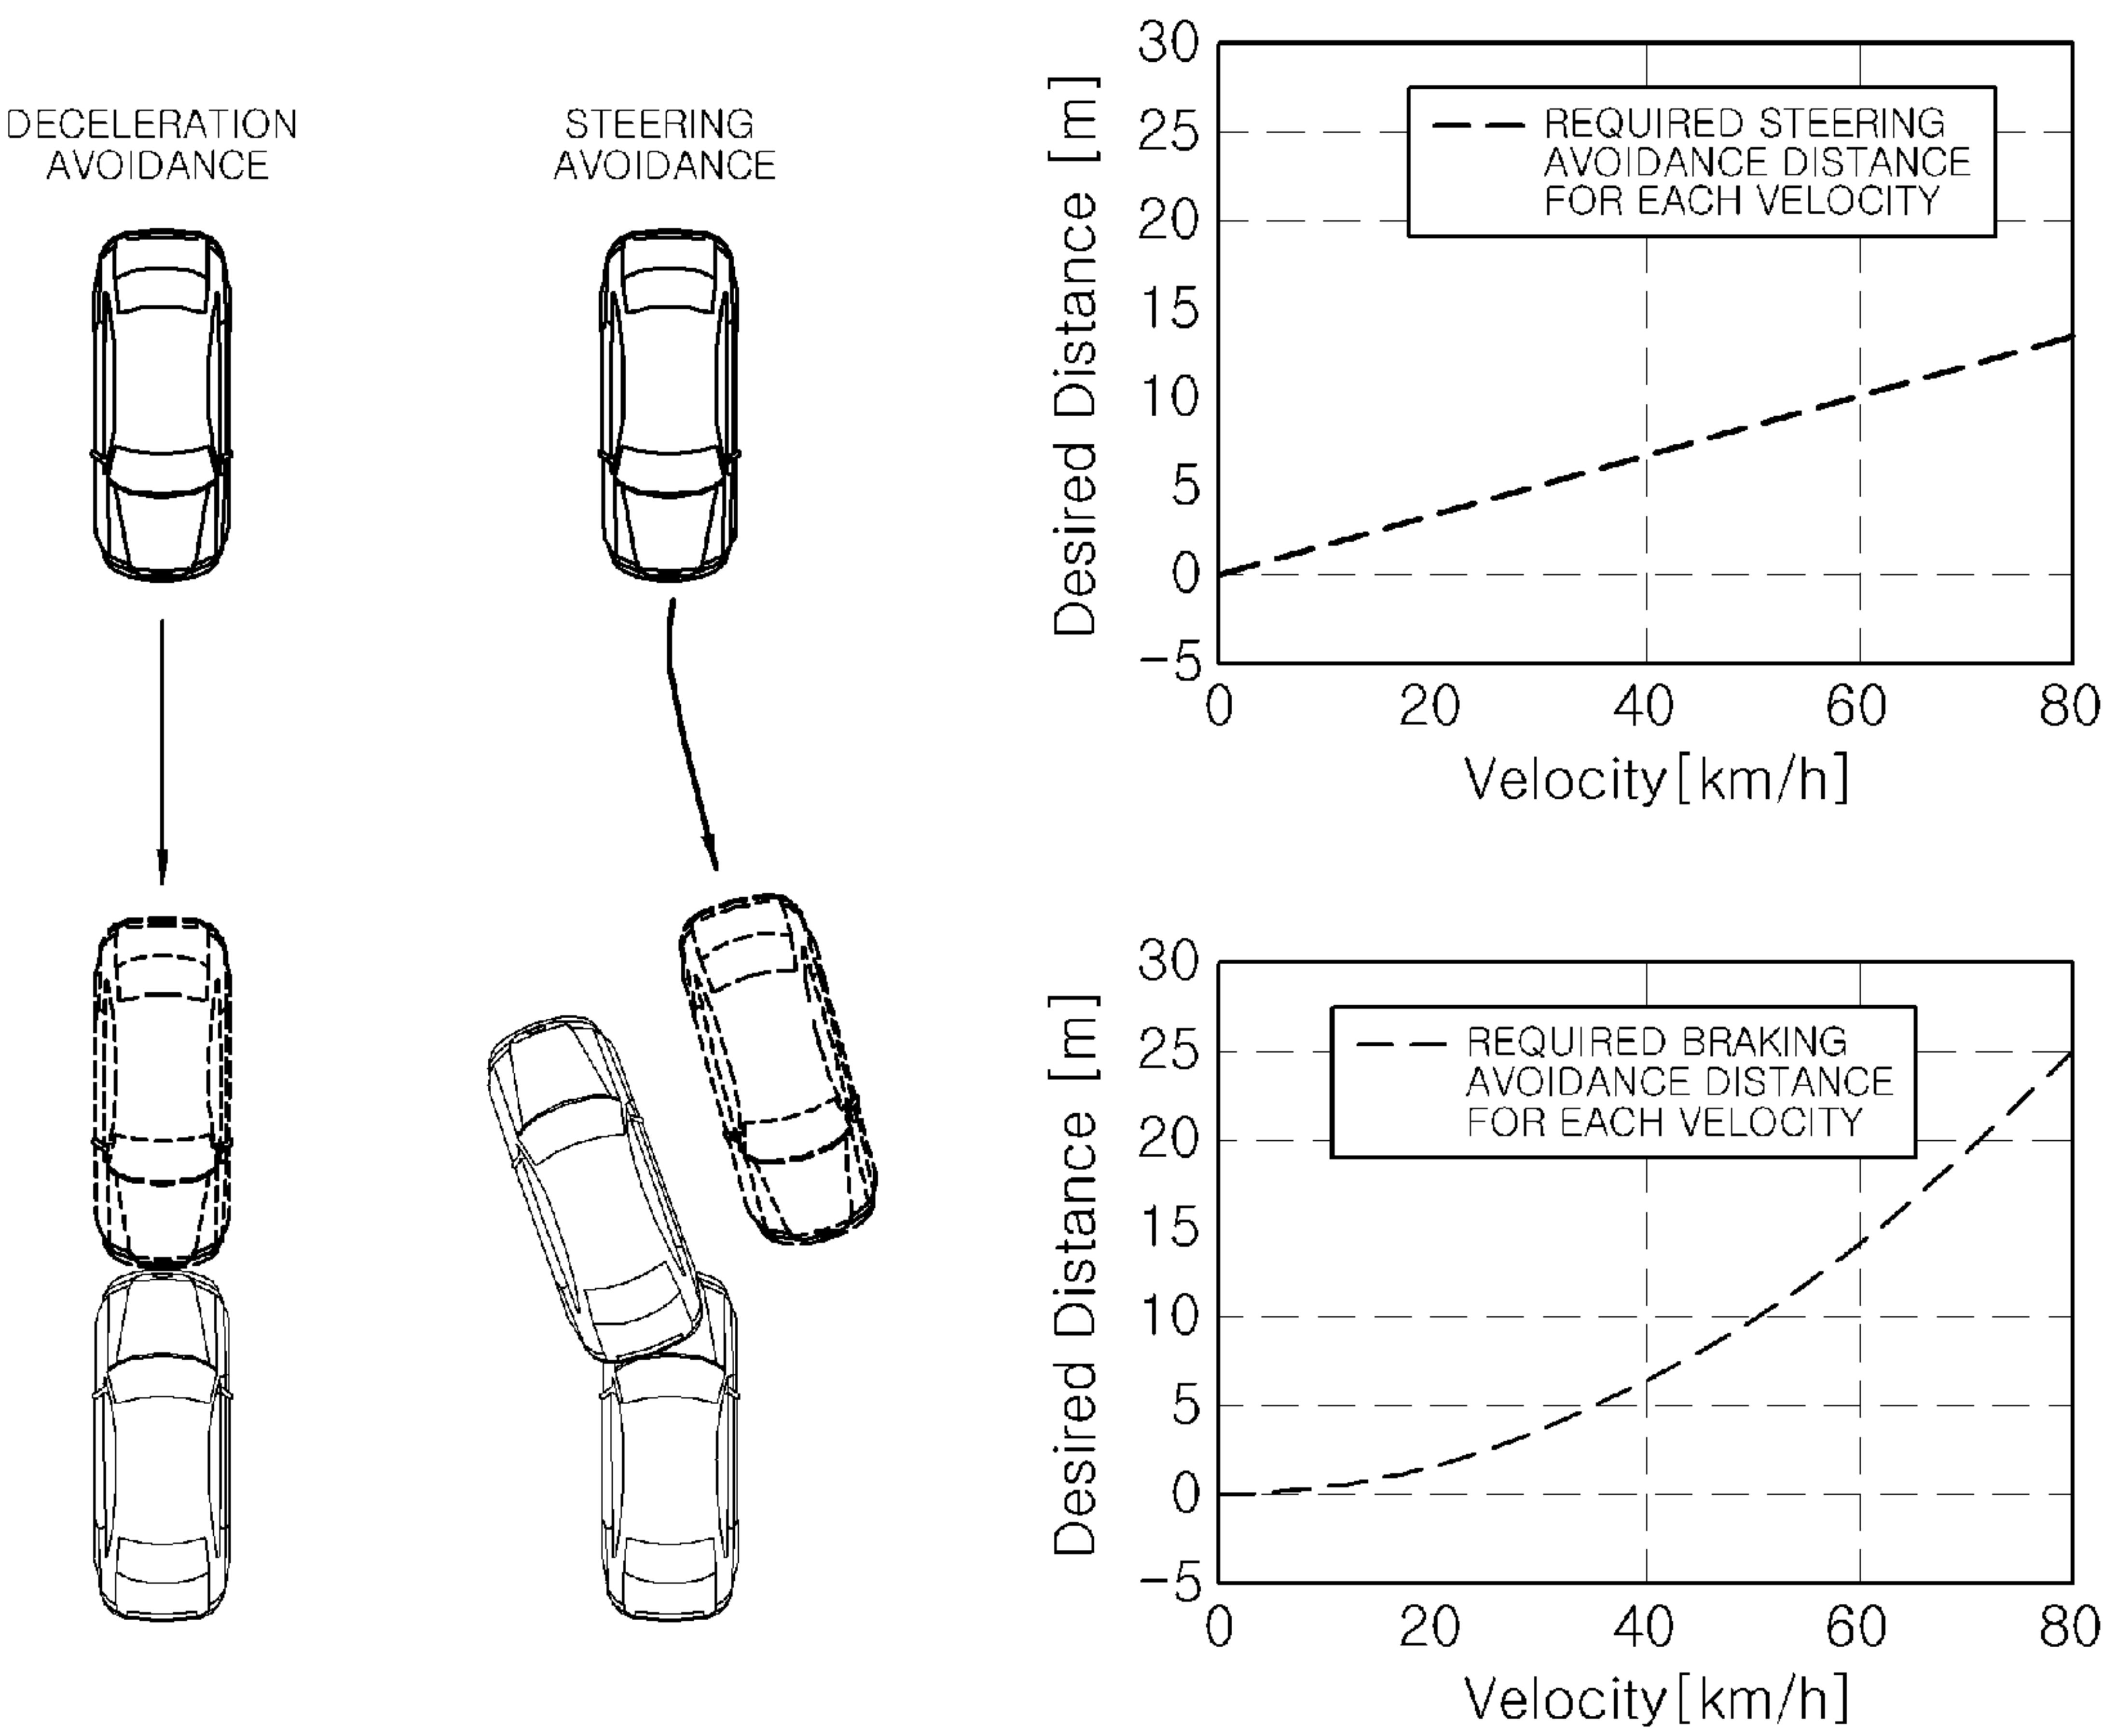 DECELERATION
AVOIDANCE
STEERING
AVOIDANCE
Desired Distance [m]
30
25
20
15
10
5
0
-5
REQUIRED STEERING
AVOIDANCE DISTANCE
FOR EACH VELOCITY
0 20 40 60 80
Velocity[km/h]
Desired Distance [m]
30
25
20
15
10
5
0
-5
REQUIRED BRAKING
AVOIDANCE DISTANCE
FOR EACH VELOCITY
0 20 40 60 80
Velocity[km/h]